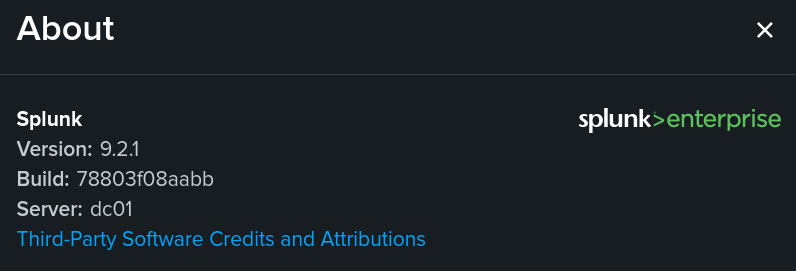 About
Splunk
splunk>enterprise
Version: 9.2.1
Build: 78803f08aabb
Server: dc01
Third-Party Software Credits and Attributions